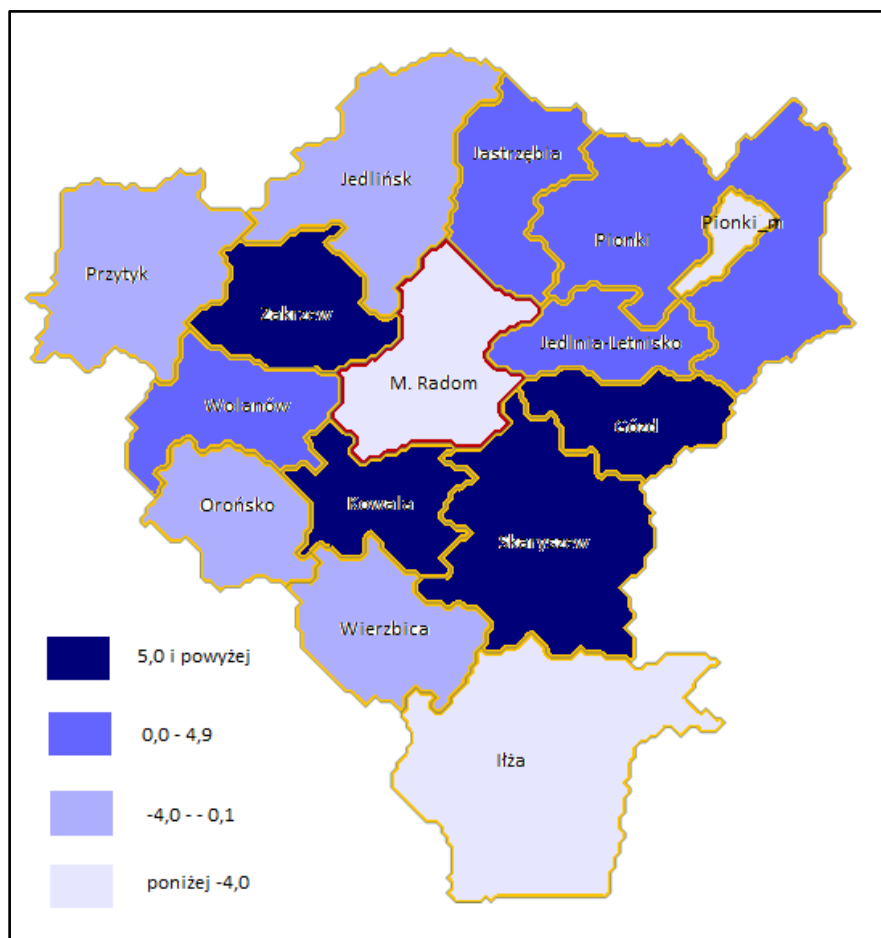 Jastrzębia
Jedlińsk
Pionki_m
Pionki
Przytyk
Zakrzew
Jedlnia-Letnisko
M. Radom
Wolanów
Gózd
Orońsko
Kowala
Skaryszew
Wierzbica
5,0 i powyżej
0,0 - 4,9
Iłża
-4,0 - - 0,1
poniżej -4,0